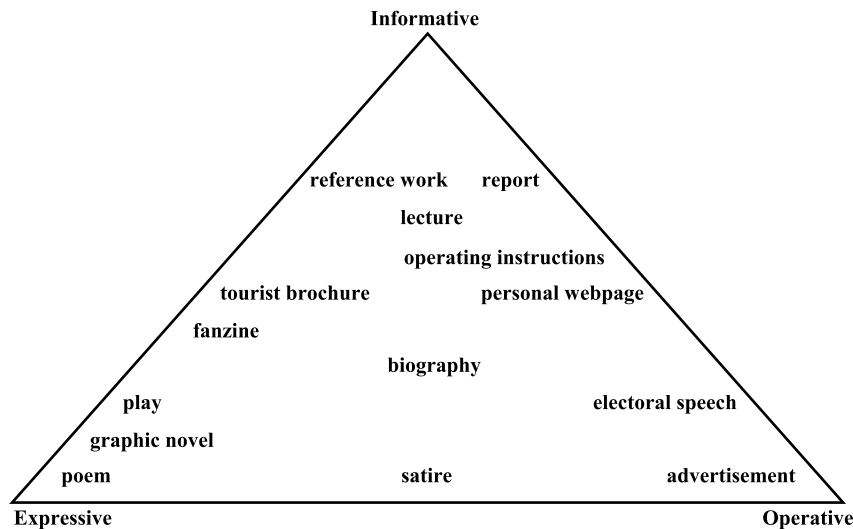 Informative
reference work report
lecture
operating instructions
tourist brochure personal webpage
fanzine
biography
play electoral speech
graphic novel
poem satire advertisement
Expressive Operative